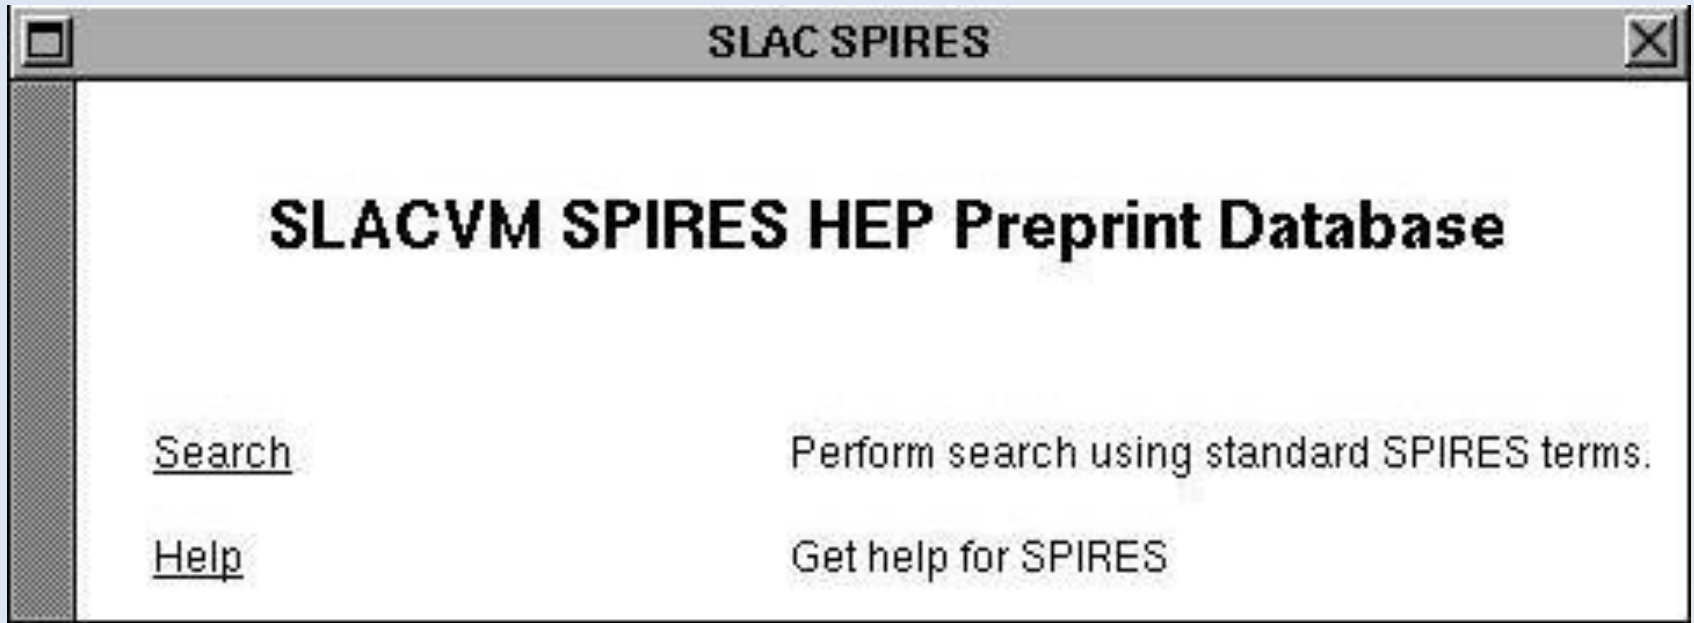 SLAC SPIRES
SLACVM SPIRES HEP Preprint Database
Search Perform search using standard SPIRES terms.
Help Get help for SPIRES